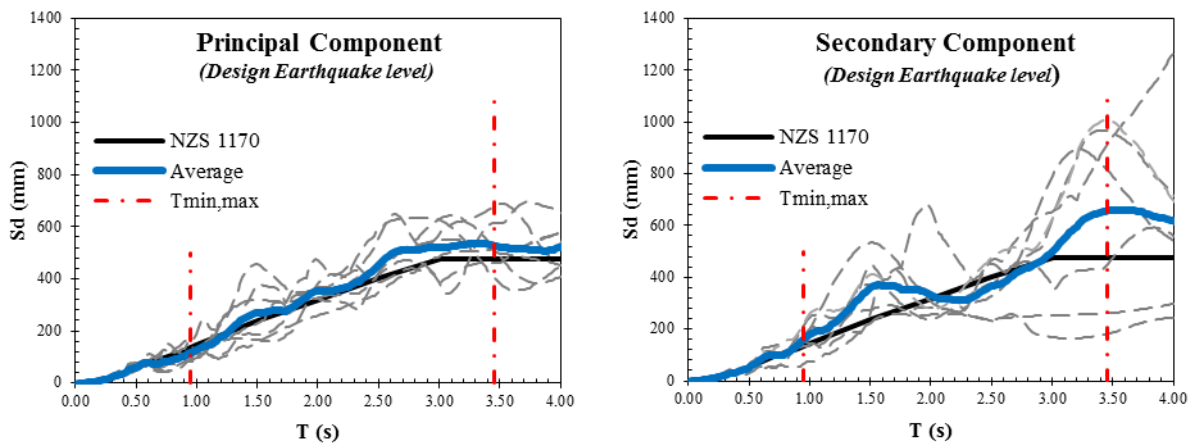 1400
1200
1000
800
600
400
200
0
Sd (mm)
Principal Component
(Design Earthquake level)
NZS 1170
Average
Tmin,max
0.00 0.50 1.00 1.50 2.00 2.50 3.00 3.50 4.00
T (s)
1400
1200
1000
800
600
400
200
0
Sd (mm)
Secondary Component
(Design Earthquake level)
NZS 1170
Average
Tmin,max
0.00 0.50 1.00 1.50 2.00 2.50 3.00 3.50 4.00
T (s)